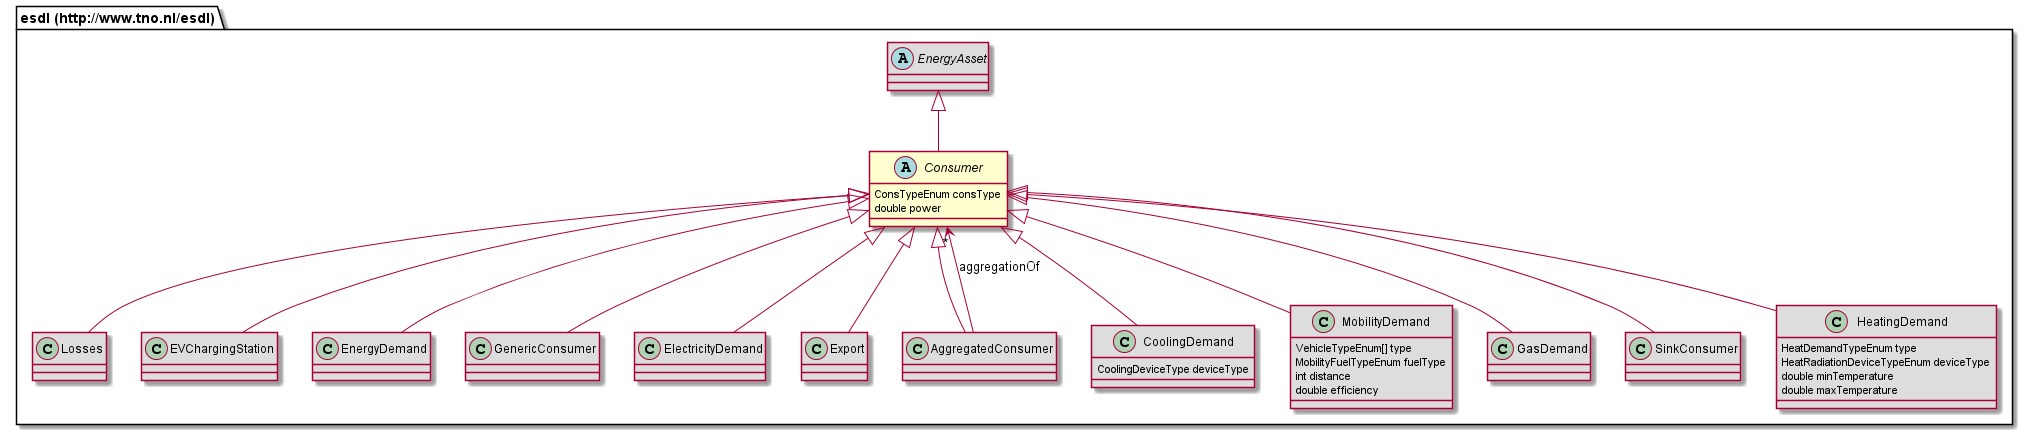 esdl (http://www.tno.nl/esdl)
A EnergyAsset
A Consumer
ConsTypeEnum consType
double power
*
aggregationOf
C Losses
C EVChargingStation
C EnergyDemand
C GenericConsumer
C ElectricityDemand
C Export
C AggregatedConsumer
C CoolingDemand
CoolingDeviceType deviceType
C MobilityDemand
VehicleTypeEnum[] type
MobilityFuelTypeEnum fuelType
int distance
double efficiency
C GasDemand
C SinkConsumer
C HeatingDemand
HeatDemandTypeEnum type
HeatRadiationDeviceTypeEnum deviceType
double minTemperature
double maxTemperature